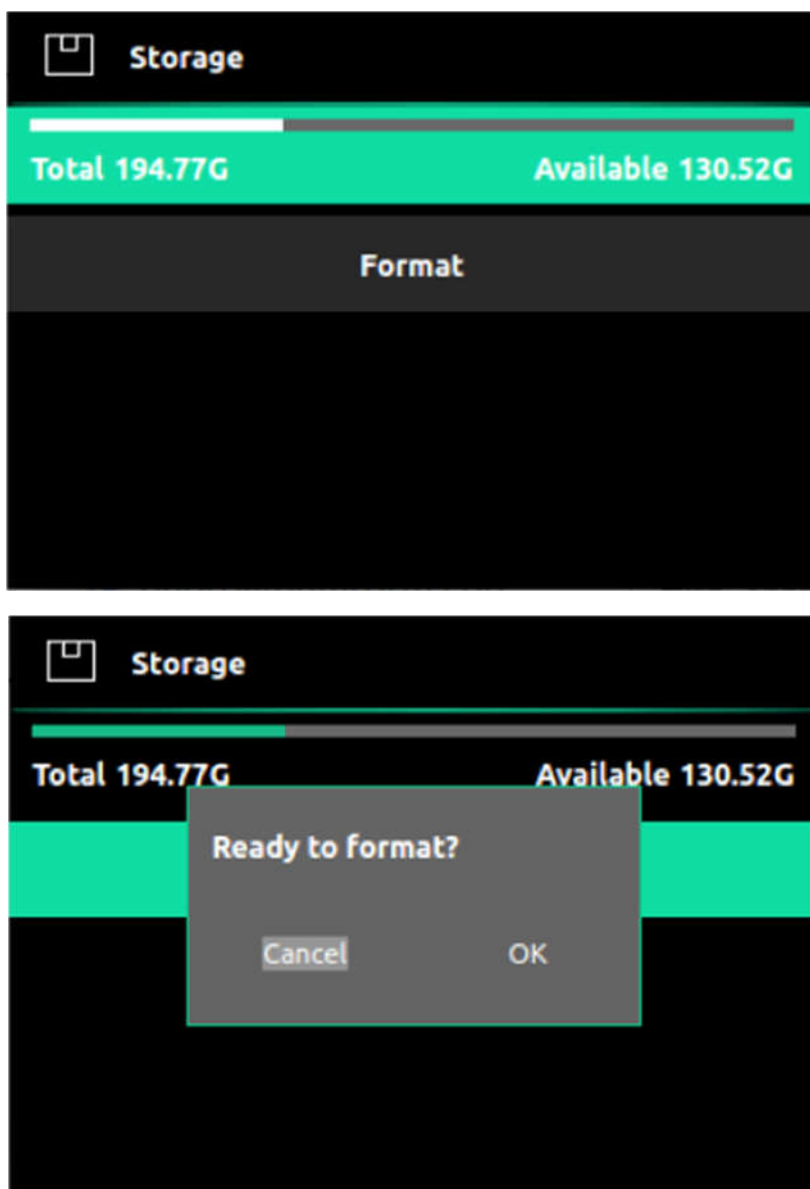 Storage
Total 194.77G Available 130.52G
Format
Storage
Total 194.77G Available 130.52G
Ready to format?
Cancel OK